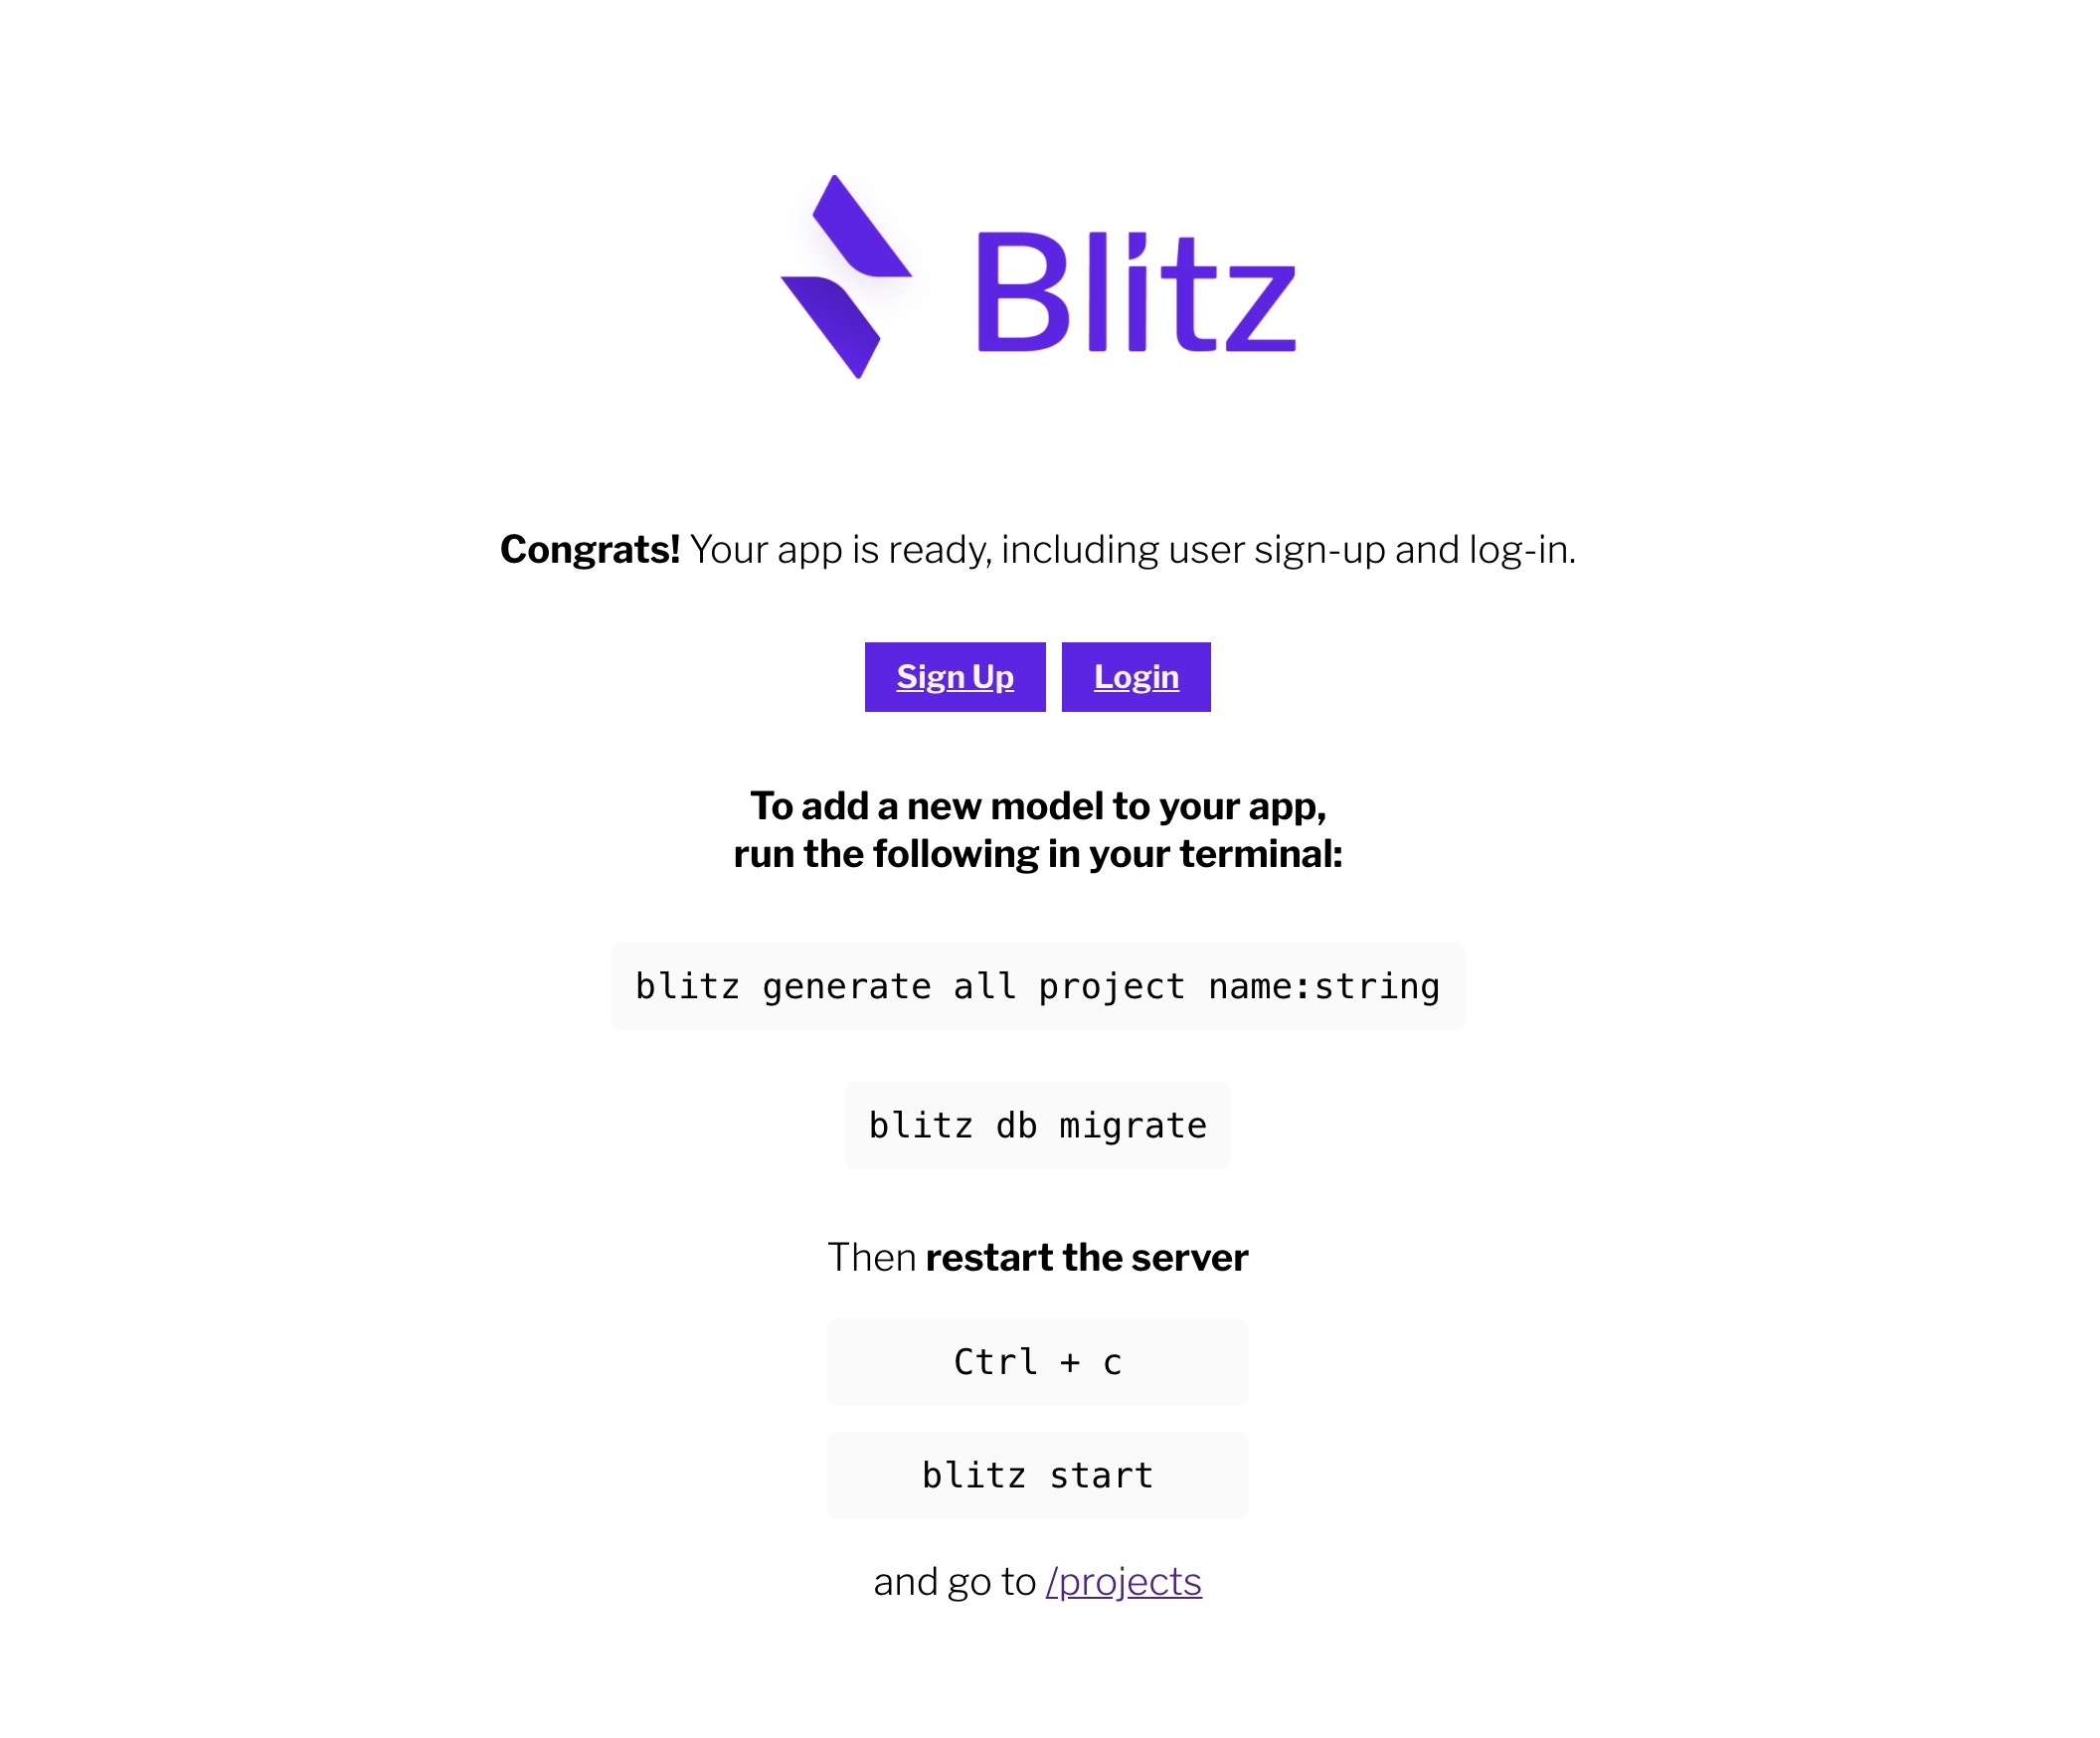 Blitz
Congrats! Your app is ready, including user sign-up and log-in.
Sign Up Login
To add a new model to your app,
run the following in your terminal:
blitz generate all project name:string
blitz db migrate
Then restart the server
Ctrl + c
blitz start
and go to /projects